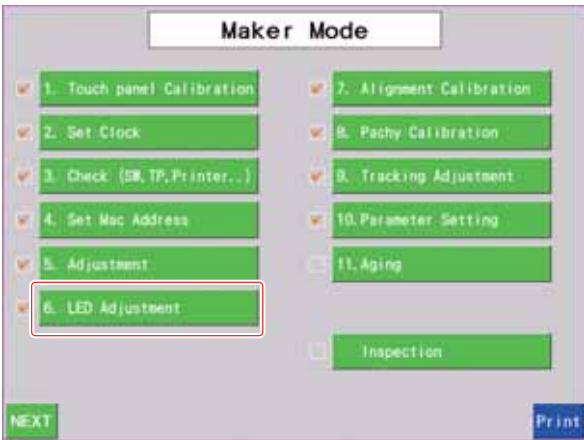 Maker Mode
1. Touch panel Calibration
2. Set Clock
3. Check (SW,TP,Printer..)
4. Set Mac Address
5. Adjustment
6. LED Adjustment
7. Alignment Calibration
8. Pachy Calibration
9. Tracking Adjustment
10.Parameter Setting
11.Aging
Inspection
NEXT
Print